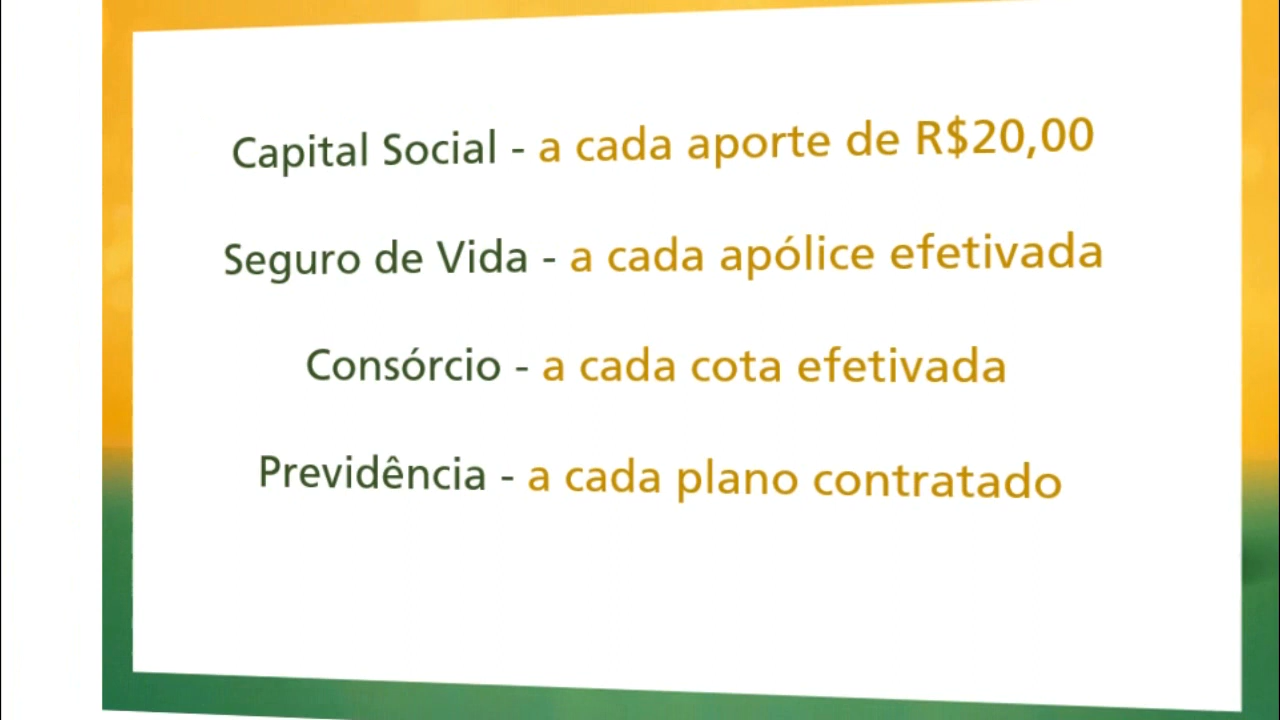 Capital Social - a cada aporte de R$20,00
Seguro de Vida - a cada apólice efetivada
Consórcio - a cada cota efetivada
Previdência - a cada plano contratado